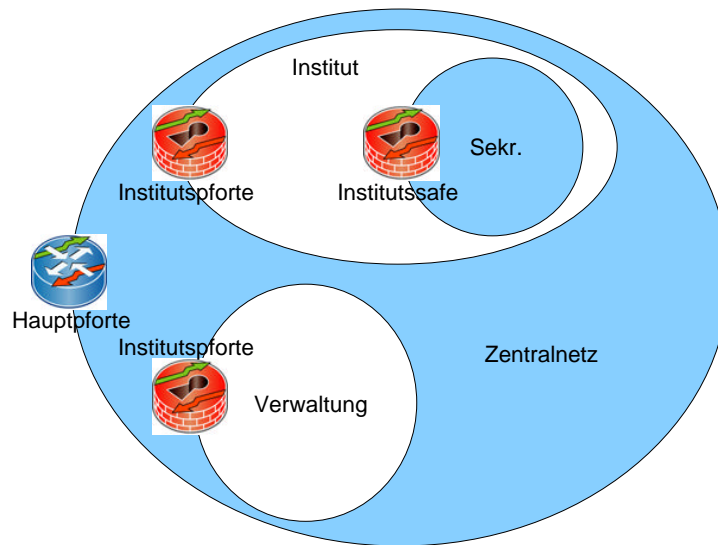 Institut
Sekr.
Institutspforte
Institutssafe
Hauptpforte
Institutspforte
Zentralnetz
Verwaltung